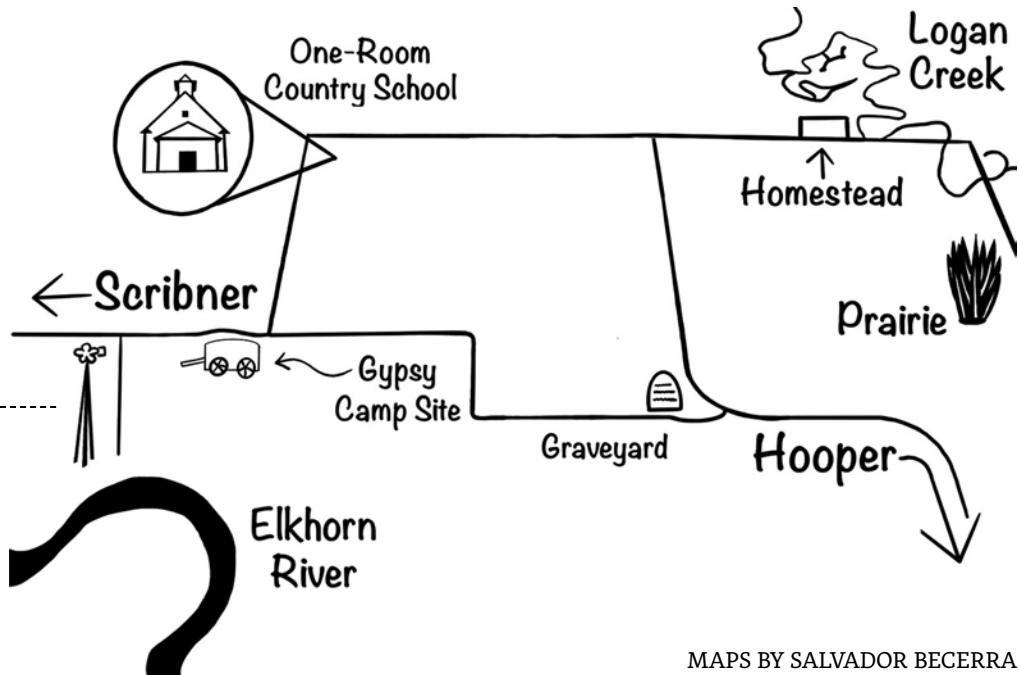 One-Room
Country School
Logan
Creek
Homestead
Scribner
Prairie
Gypsy
Camp Site
Graveyard
Hooper
Elkhorn
River
MAPS BY SALVADOR BECERRA